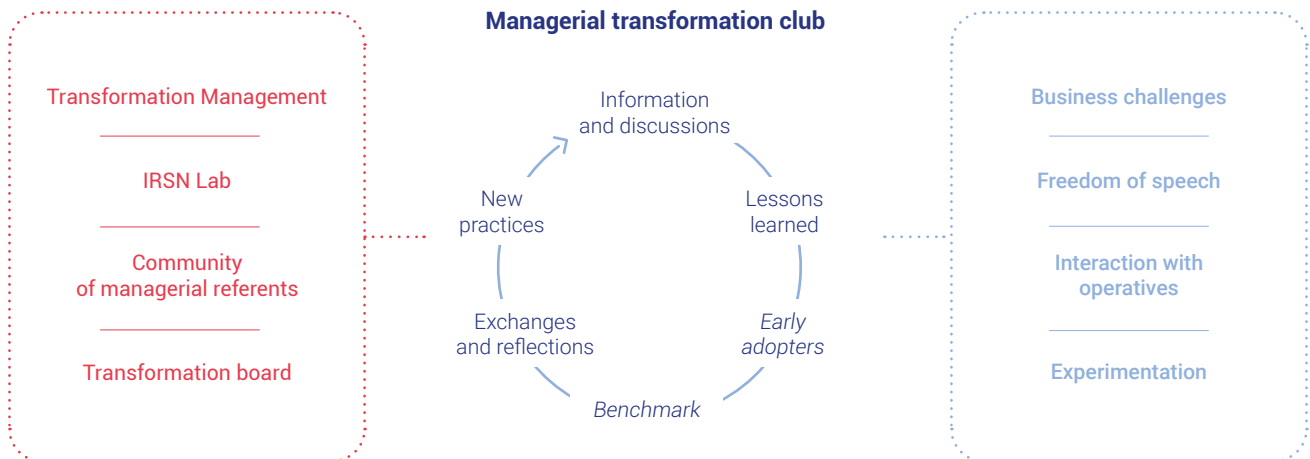 Managerial transformation club
Transformation Management
IRSN Lab
Community
of managerial referents
Transformation board
Information
and discussions
Lessons
learned
Early
adopters
Benchmark
Exchanges
and reflections
New
practices
Business challenges
Freedom of speech
Interaction with
operatives
Experimentation